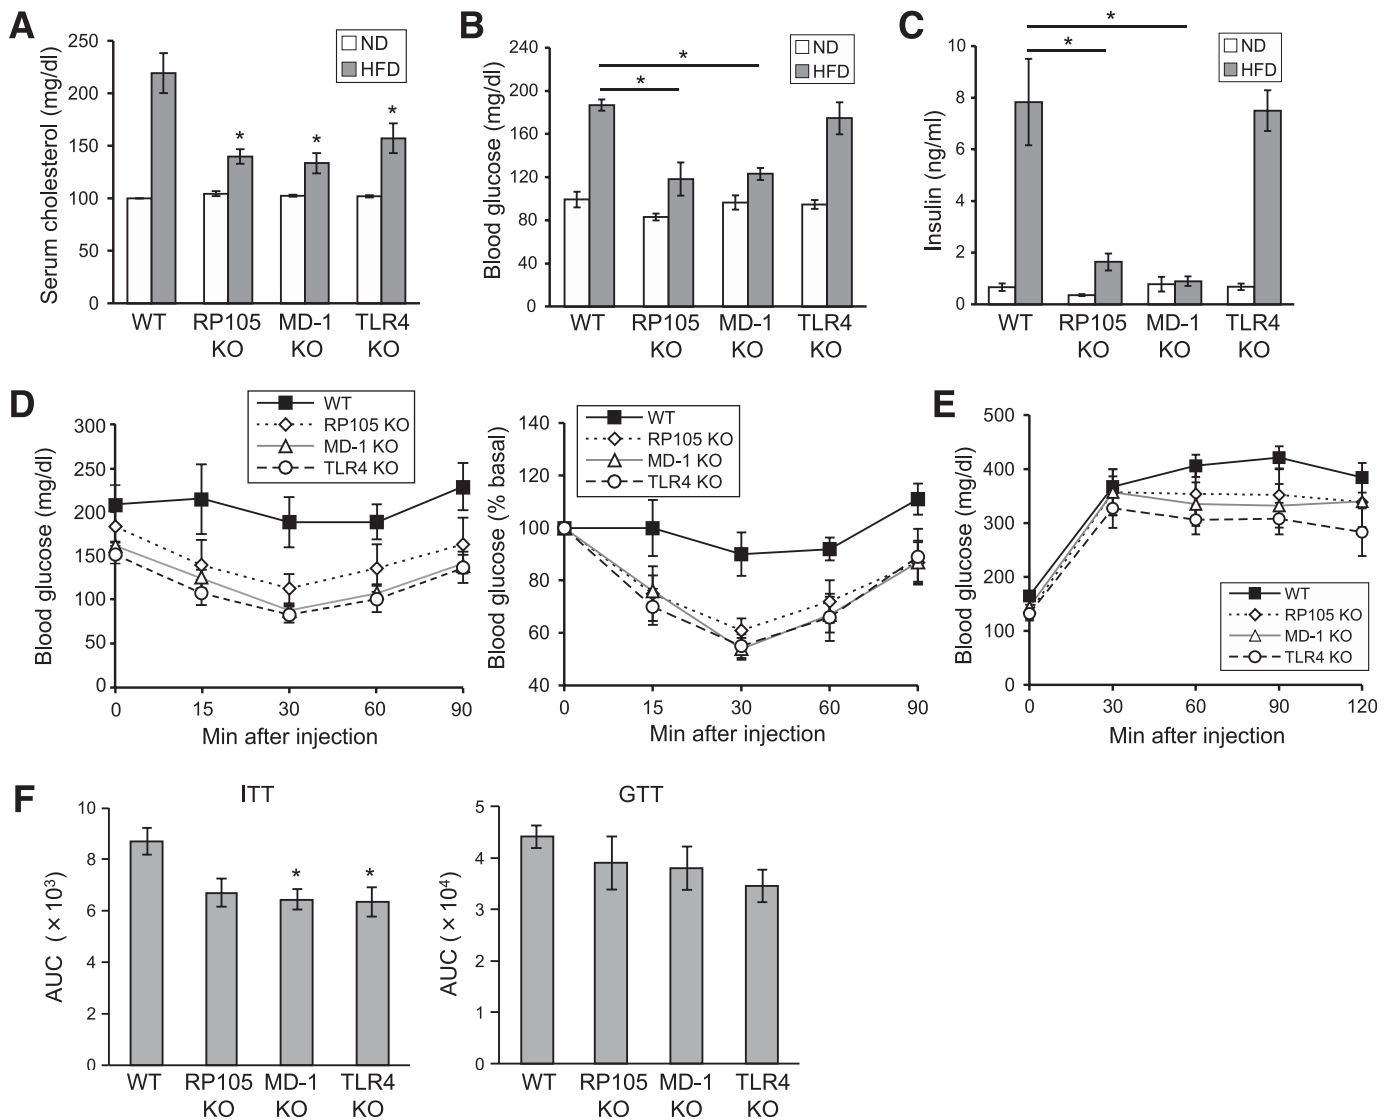 A
Serum cholesterol (mg/dl)
250
200
150
100
50
0
ND
HFD
*
*
*
WT
RP105
KO
MD-1
KO
TLR4
KO
B
Blood glucose (mg/dl)
240
200
160
120
80
40
0
ND
HFD
*
*
WT
RP105
KO
MD-1
KO
TLR4
KO
C
Insulin (ng/ml)
10
8
6
4
2
0
ND
HFD
*
*
WT
RP105
KO
MD-1
KO
TLR4
KO
D
Blood glucose (mg/dl)
300
250
200
150
100
50
0
WT
RP105 KO
MD-1 KO
TLR4 KO
0 15 30 60 90
Min after injection
Blood glucose (% basal)
140
120
100
80
60
40
WT
RP105 KO
MD-1 KO
TLR4 KO
0 15 30 60 90
Min after injection
E
Blood glucose (mg/dl)
500
400
300
200
100
0
WT
RP105 KO
MD-1 KO
TLR4 KO
0 30 60 90 120
Min after injection
F
ITT
AUC (×10³)
10
8
6
4
2
0
*
*
WT
RP105
KO
MD-1
KO
TLR4
KO
GTT
AUC (×10⁴)
5
4
3
2
1
0
WT
RP105
KO
MD-1
KO
TLR4
KO